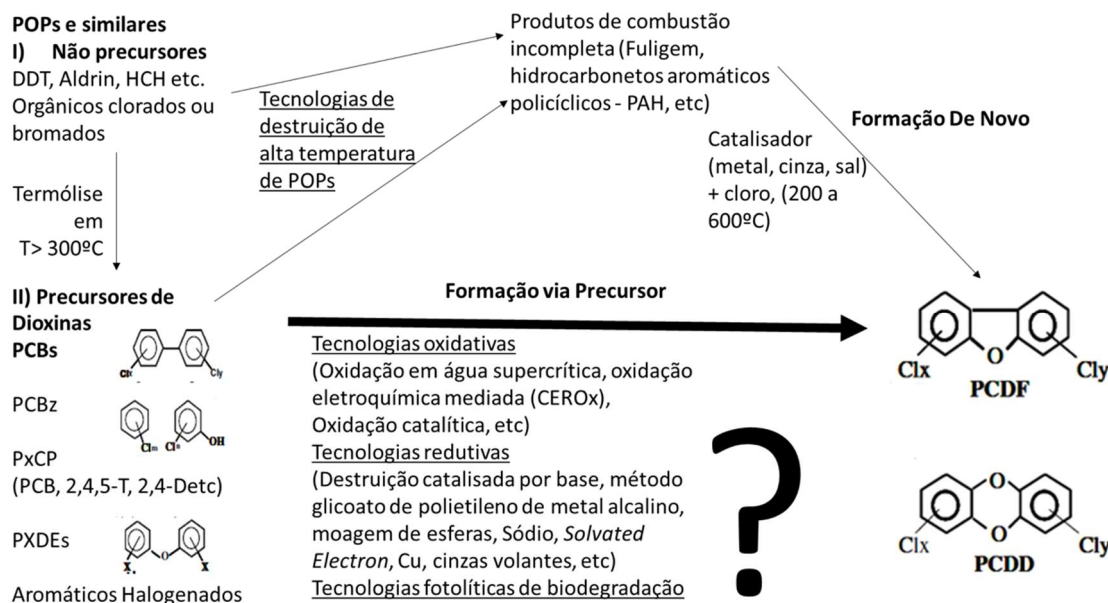 POPs e similares
I) Não precursores
DDT, Aldrin, HCH etc.
Orgânicos clorados ou
bromados
Tecnologias de
destruição de
alta temperatura
de POPs
Produtos de combustão
incompleta (Fuligem,
hidrocarbonetos aromáticos
policíclicos - PAH, etc)
Formação De Novo
Catalisador
(metal, cinza, sal)
+ cloro, (200 a
600ºC)
Termólise
em
T> 300ºC
II) Precursores de
Dioxinas
PCBs
Clx
Cly
PCBz
Clm
Cln
OH
PxCP
(PCB, 2,4,5-T, 2,4-Detc)
PXDEs
X
O
X
Aromáticos Halogenados
Formação via Precursor
Tecnologias oxidativas
(Oxidação em água supercrítica, oxidação
eletroquímica mediada (CEROx),
Oxidação catalítica, etc)
Tecnologias redutivas
(Destruição catalisada por base, método
glicoato de polietileno de metal alcalino,
moagem de esferas, Sódio, Solvated
Electron, Cu, cinzas volantes, etc)
Tecnologias fotolíticas de biodegradação
?
O
Clx
Cly
PCDF
O
O
Clx
Cly
PCDD